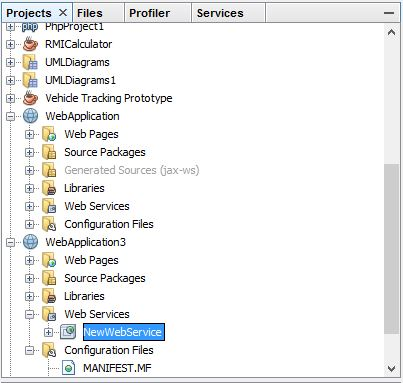 Projects × Files Profiler Services
PhpProject1
RMICalculator
UMLDiagrams
UMLDiagrams1
Vehicle Tracking Prototype
WebApplication
Web Pages
Source Packages
Generated Sources (jax-ws)
Libraries
Web Services
Configuration Files
WebApplication3
Web Pages
Source Packages
Libraries
Web Services
NewWebService
Configuration Files
MANIFEST.MF